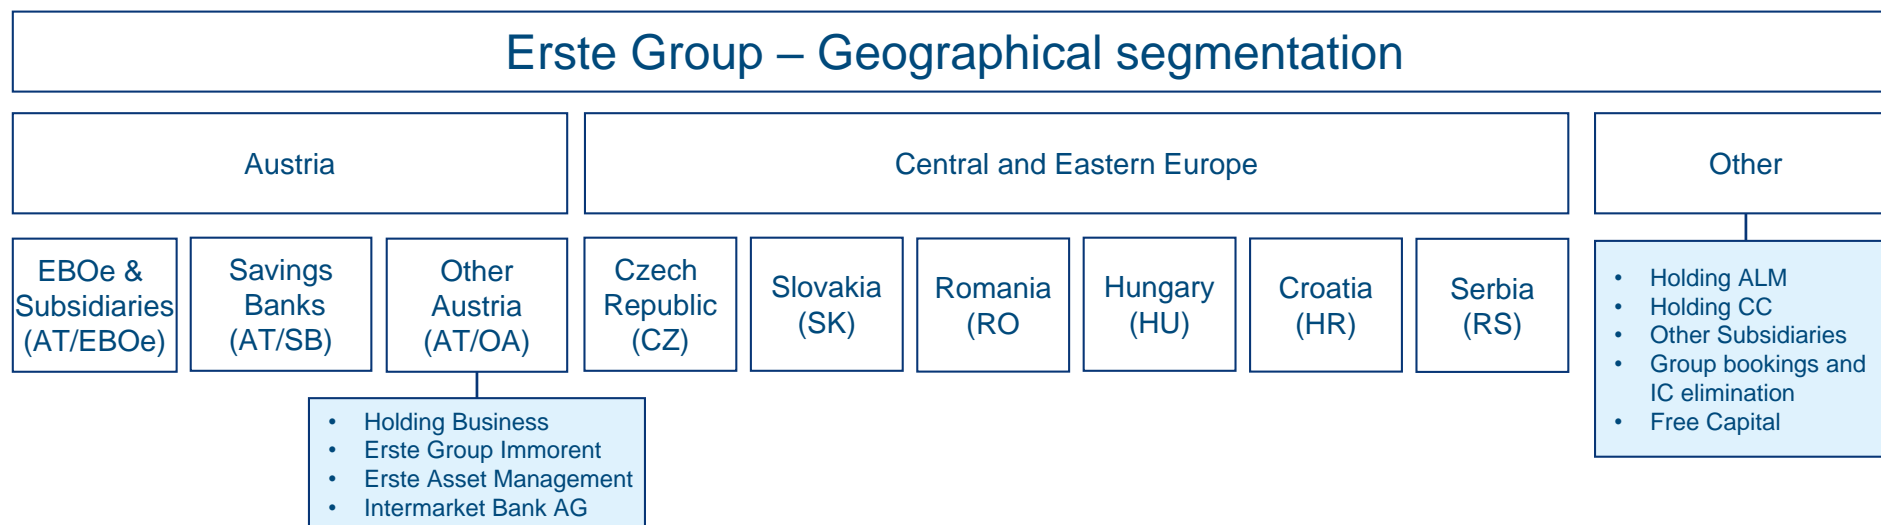 Erste Group – Geographical segmentation
Austria
Central and Eastern Europe
Other
EBOe &
Subsidiaries
(AT/EBOe)
Savings
Banks
(AT/SB)
Other
Austria
(AT/OA)
Czech
Republic
(CZ)
Slovakia
(SK)
Romania
(RO
Hungary
(HU)
Croatia
(HR)
Serbia
(RS)
• Holding ALM
• Holding CC
• Other Subsidiaries
• Group bookings and
IC elimination
• Free Capital
• Holding Business
• Erste Group Immorent
• Erste Asset Management
• Intermarket Bank AG